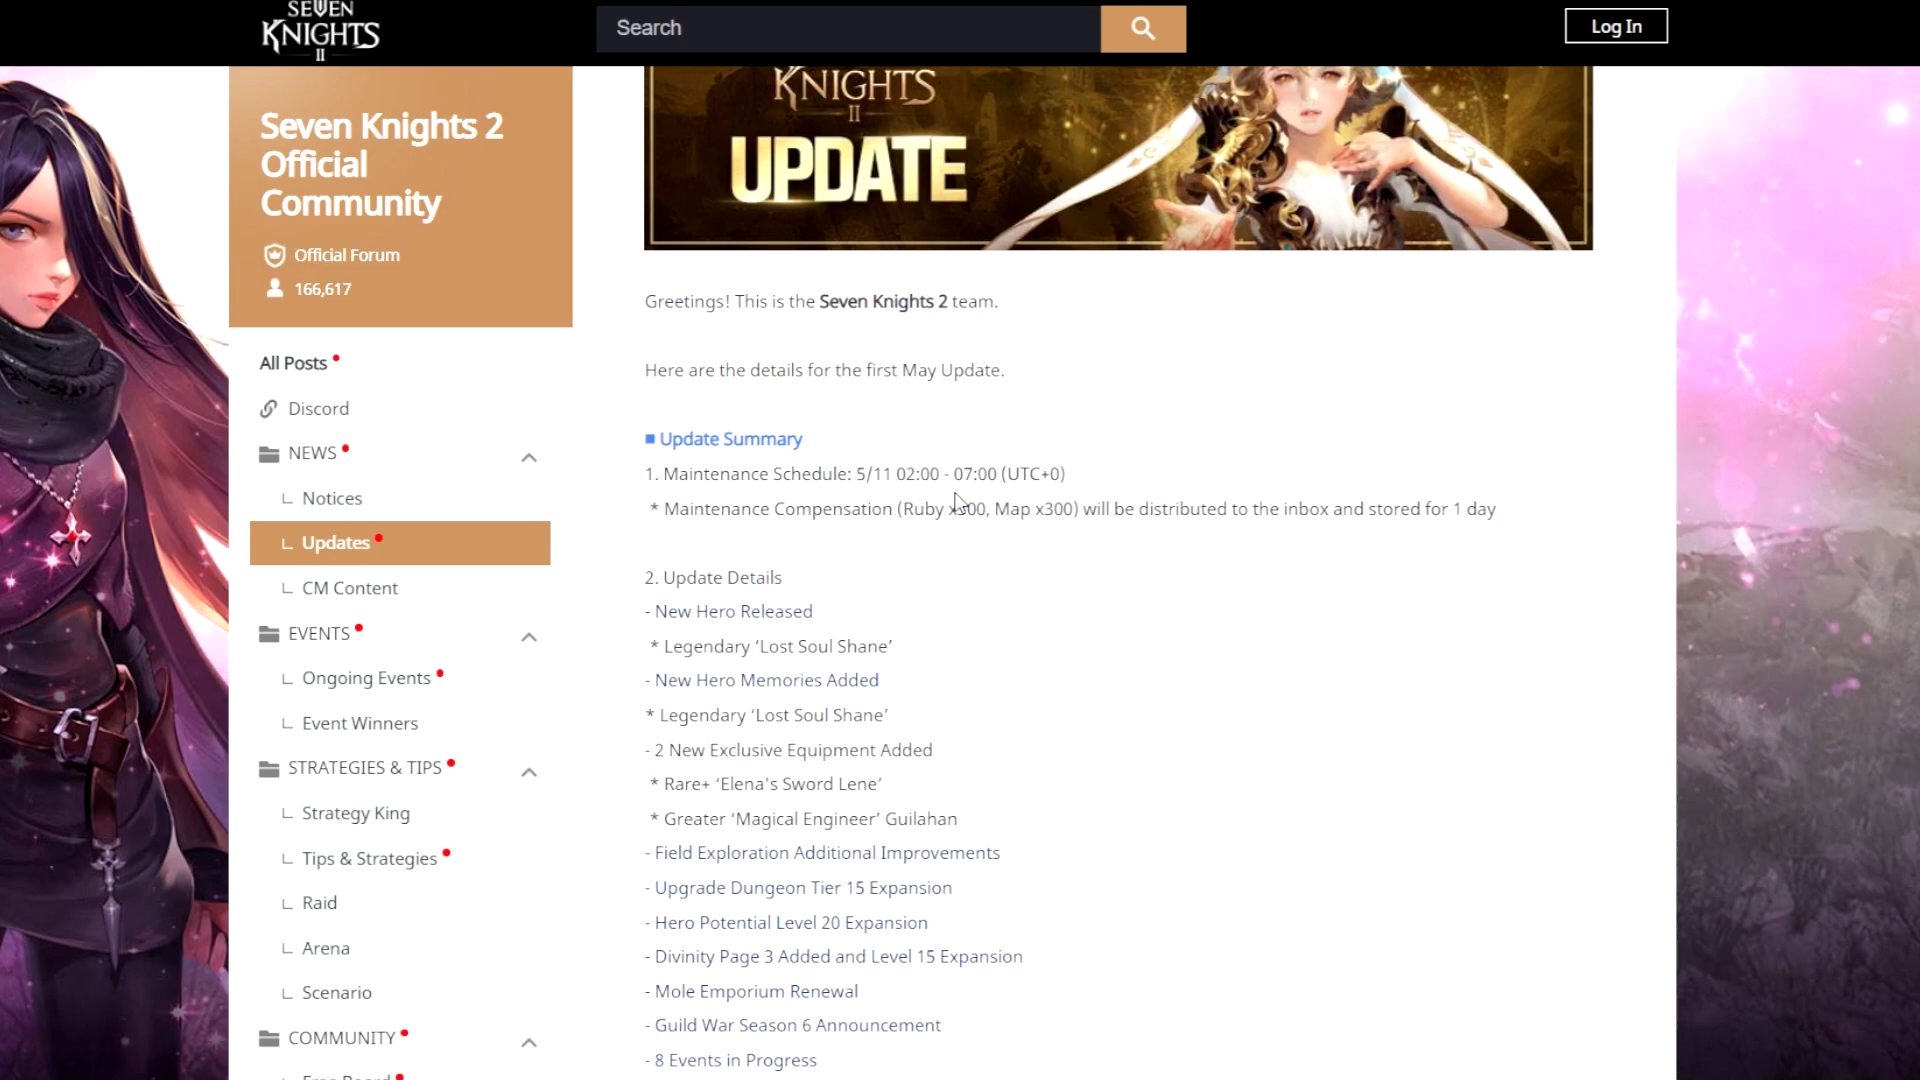 SEVEN
KNIGHTS
II
Search
Log In
Seven Knights 2
Official
Community
Official Forum
166,617
All Posts
Discord
NEWS
Notices
Updates
CM Content
EVENTS
Ongoing Events
Event Winners
STRATEGIES & TIPS
Strategy King
Tips & Strategies
Raid
Arena
Scenario
COMMUNITY
KNIGHTS
II
UPDATE
Greetings! This is the Seven Knights 2 team.
Here are the details for the first May Update.
■ Update Summary
1. Maintenance Schedule: 5/11 02:00 - 07:00 (UTC+0)
* Maintenance Compensation (Ruby Map x300) will be distributed to the inbox and stored for 1 day
2. Update Details
- New Hero Released
* Legendary ‘Lost Soul Shane’
- New Hero Memories Added
* Legendary ‘Lost Soul Shane’
- 2 New Exclusive Equipment Added
* Rare+ ‘Elena's Sword Lene’
* Greater ‘Magical Engineer’ Guilahan
- Field Exploration Additional Improvements
- Upgrade Dungeon Tier 15 Expansion
- Hero Potential Level 20 Expansion
- Divinity Page 3 Added and Level 15 Expansion
- Mole Emporium Renewal
- Guild War Season 6 Announcement
- 8 Events in Progress